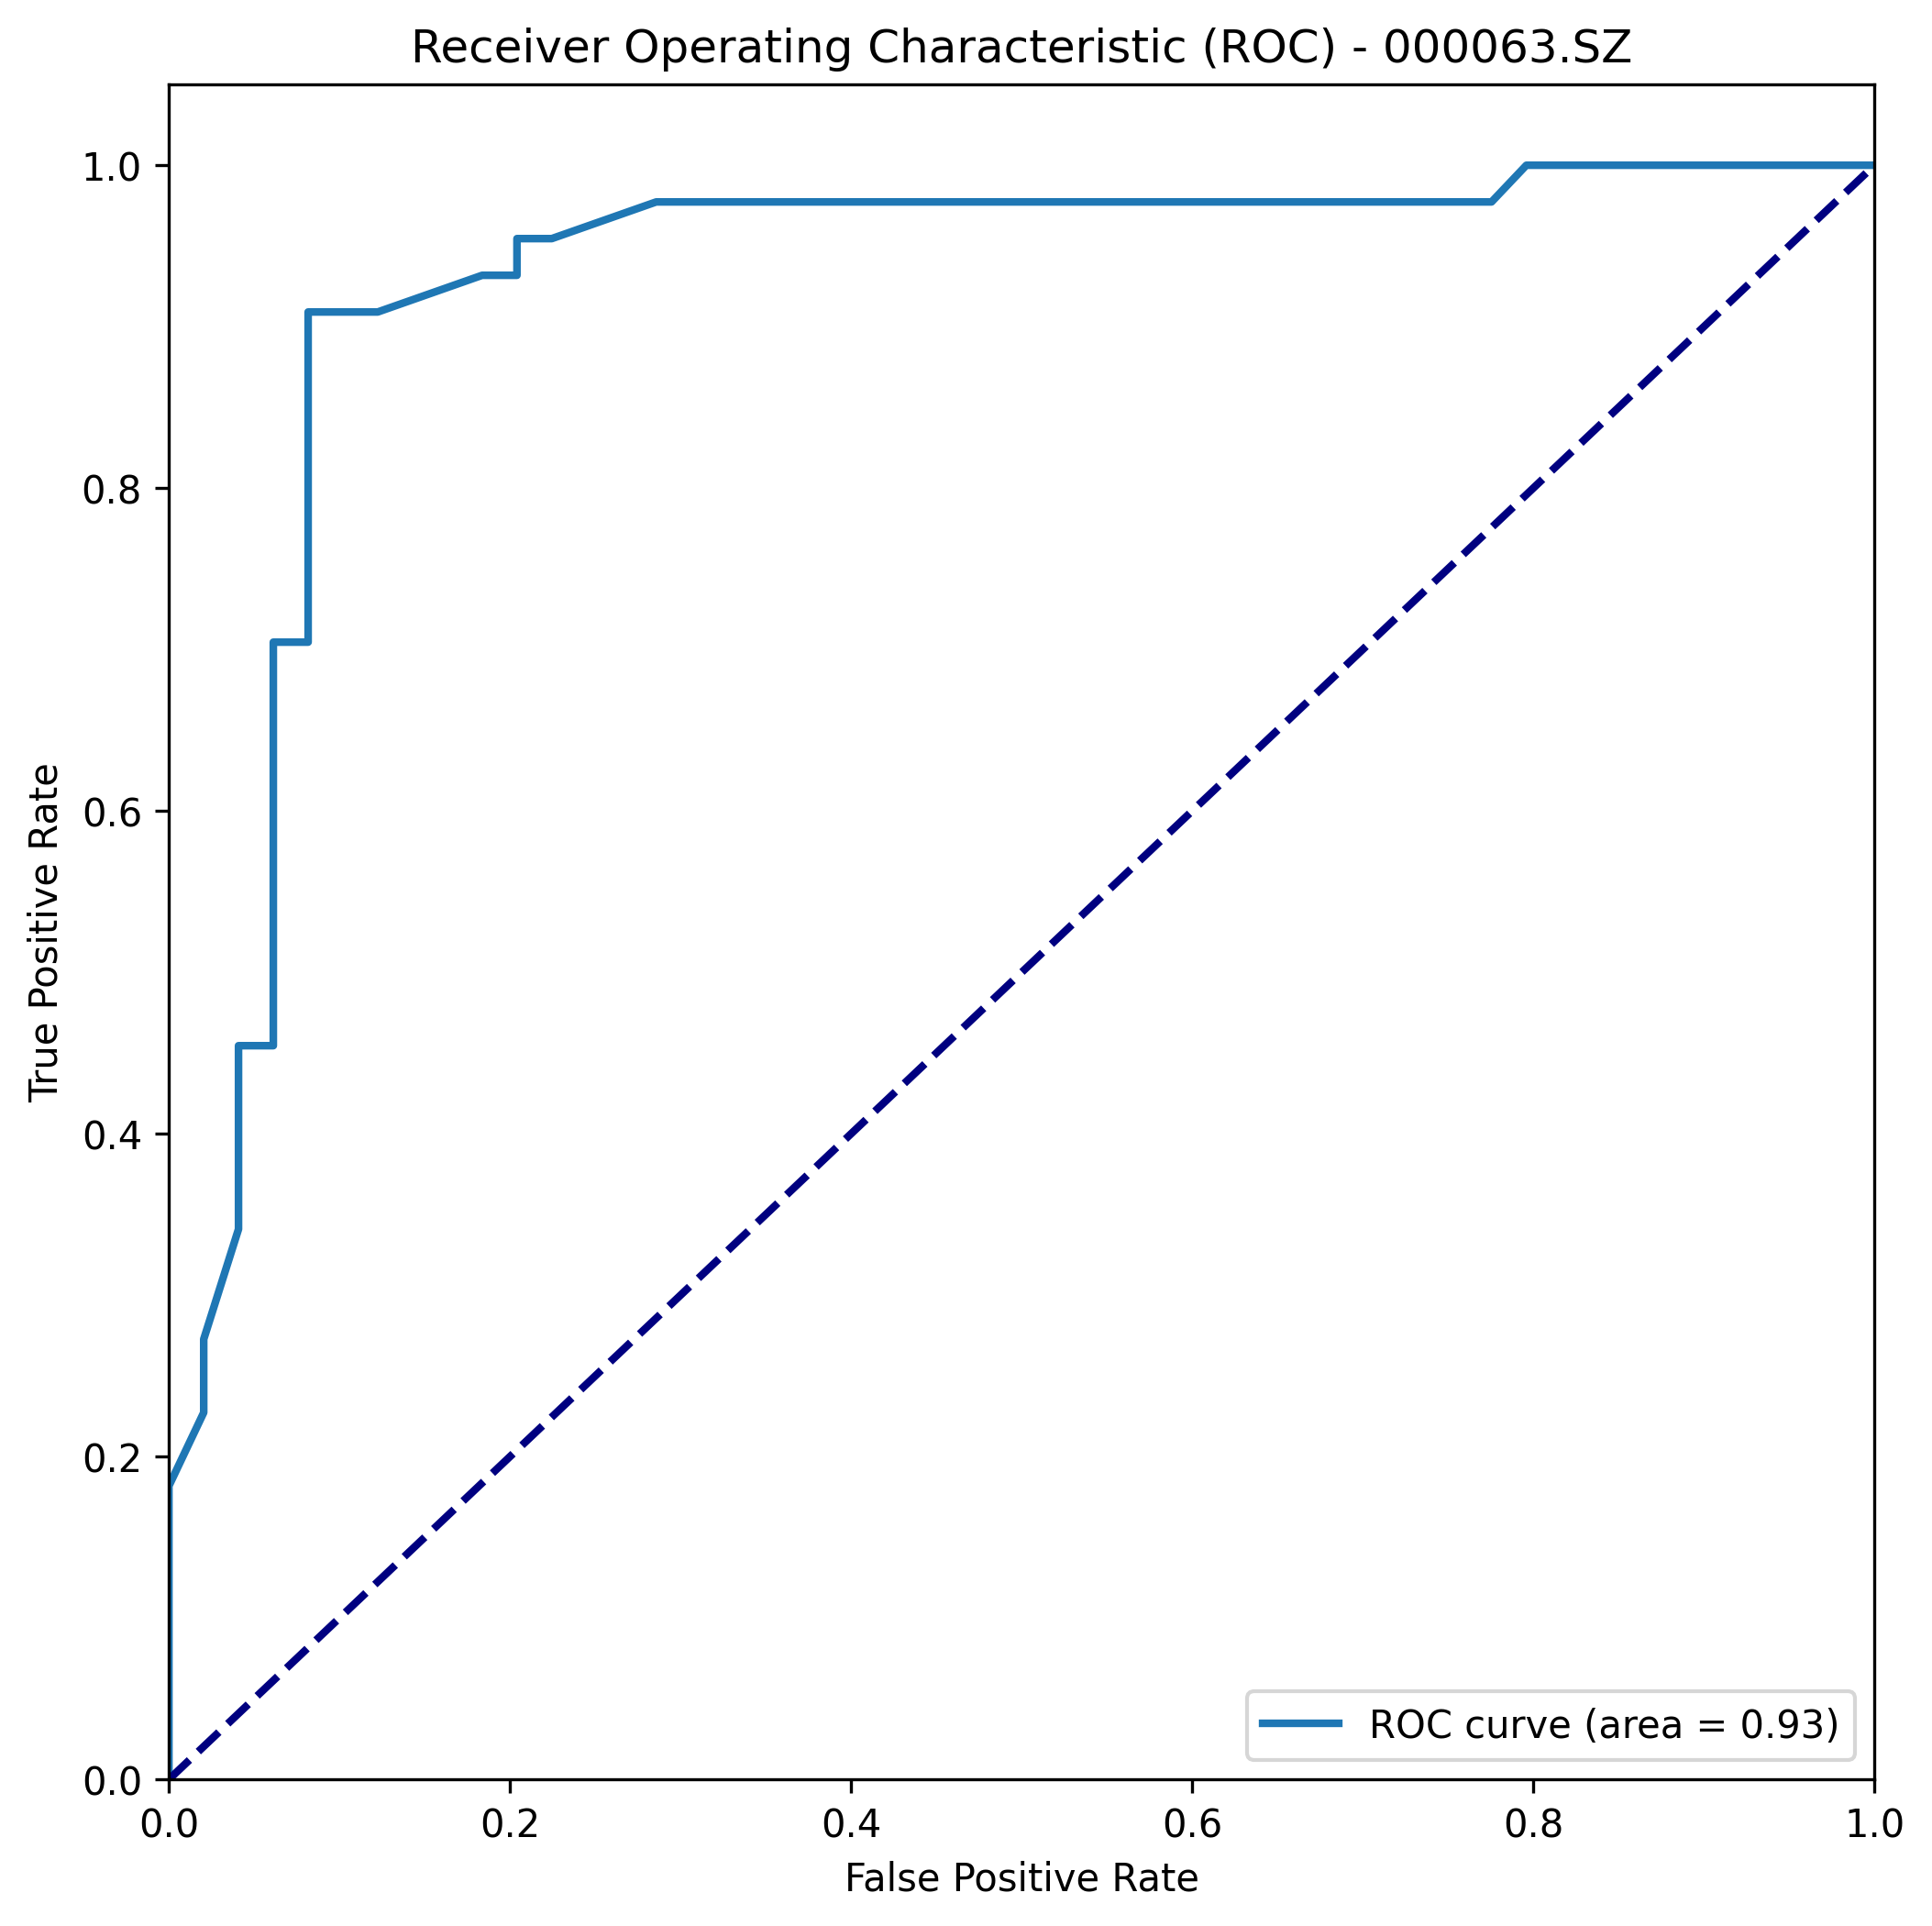 Receiver Operating Characteristic (ROC) - 000063.SZ
1.0
0.8
0.6
0.4
0.2
0.0
True Positive Rate
ROC curve (area = 0.93)
0.0 0.2 0.4 0.6 0.8 1.0
False Positive Rate